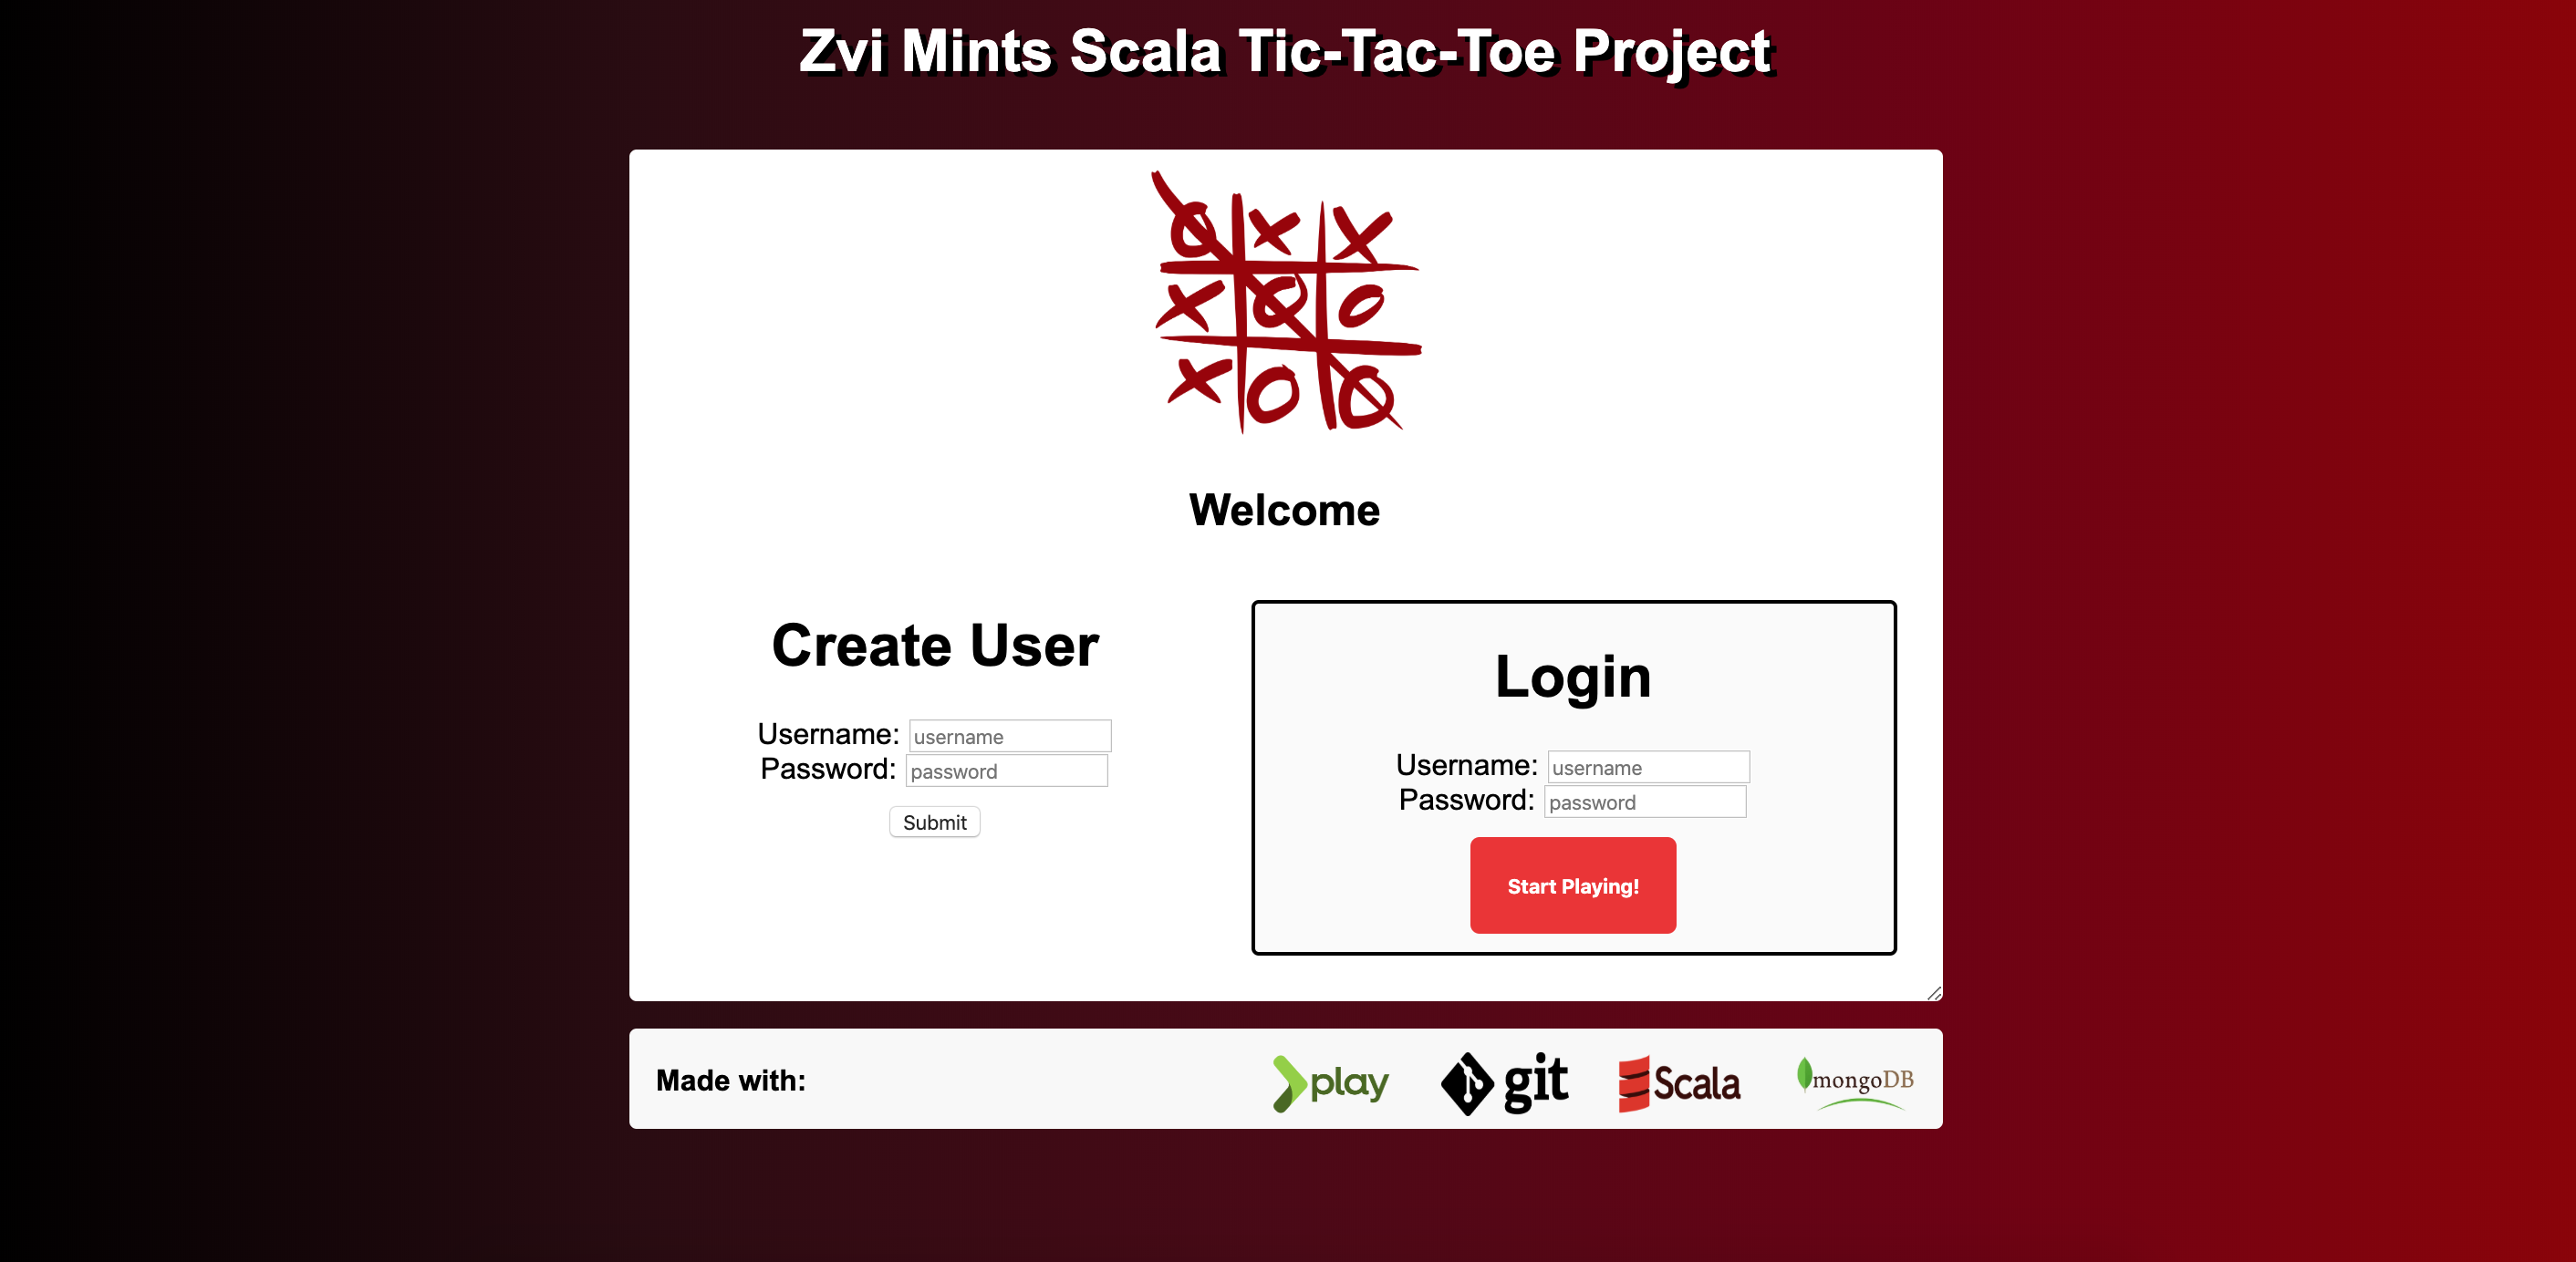 Zvi Mints Scala Tic-Tac-Toe Project
Welcome
Create User
Username: username
Password: password
Submit
Login
Username: username
Password: password
Start Playing!
Made with: play git Scala mongoDB